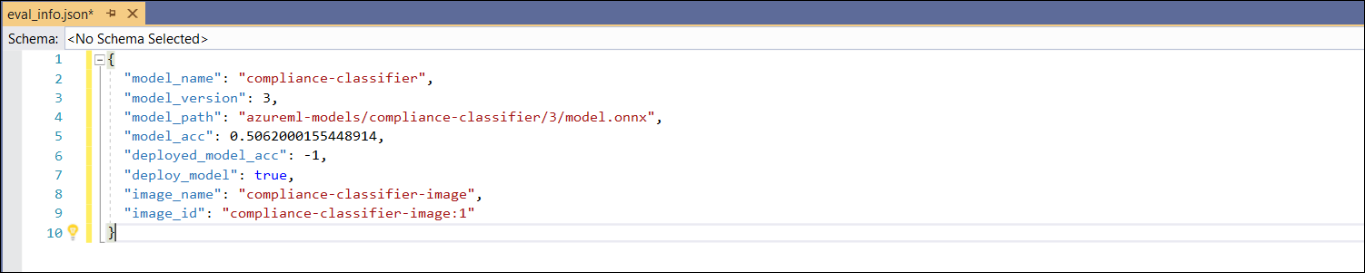 eval_info.json*
Schema: <No Schema Selected>
1 {
2 "model_name": "compliance-classifier",
3 "model_version": 3,
4 "model_path": "azureml-models/compliance-classifier/3/model.onnx",
5 "model_acc": 0.5062000155448914,
6 "deployed_model_acc": -1,
7 "deploy_model": true,
8 "image_name": "compliance-classifier-image",
9 "image_id": "compliance-classifier-image:1"
10 }